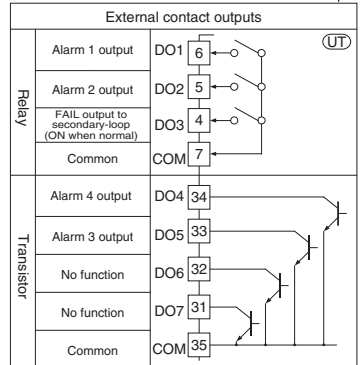 External contact outputs
UT
Relay
Alarm 1 output DO1 6
Alarm 2 output DO2 5
FAIL output to
secondary-loop
(ON when normal)
DO3 4
Common COM 7
Transistor
Alarm 4 output DO4 34
Alarm 3 output DO5 33
No function DO6 32
No function DO7 31
Common COM 35